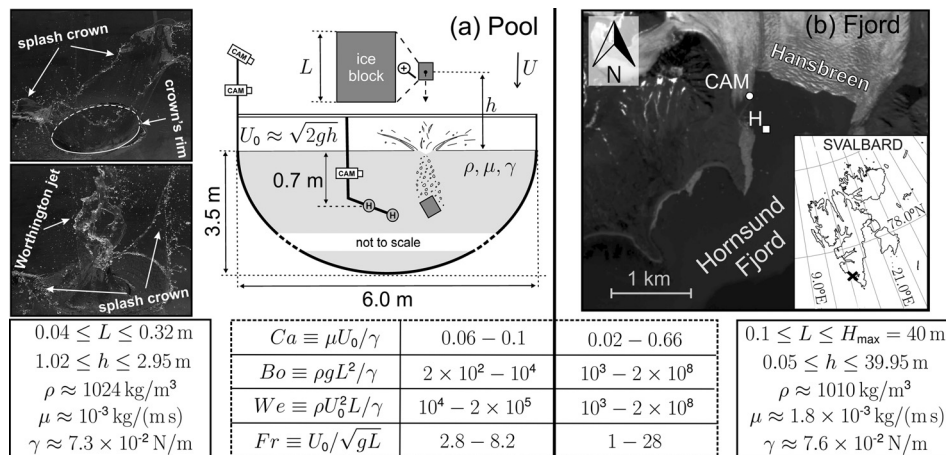 splash crown
crown's rim
Worthington jet
splash crown
(a) Pool
CAM
CAM
L
ice
block
U
h
U₀ ≈ √2gh
ρ, μ, γ
0.7 m
CAM
H H
3.5 m
not to scale
6.0 m
(b) Fjord
N
Hansbreen
CAM
H
SVALBARD
78.0°N
9.0°E
21.0°E
Hornsund
Fjord
1 km
0.04 ≤ L ≤ 0.32 m
1.02 ≤ h ≤ 2.95 m
ρ ≈ 1024 kg/m³
μ ≈ 10⁻³ kg/(m s)
γ ≈ 7.3 × 10⁻² N/m
Ca ≡ μU₀/γ 0.06 − 0.1 0.02 − 0.66
Bo ≡ ρgL²/γ 2 × 10² − 10⁴ 10³ − 2 × 10⁸
We ≡ ρU₀²L/γ 10⁴ − 2 × 10⁵ 10³ − 2 × 10⁸
Fr ≡ U₀/√gL 2.8 − 8.2 1 − 28
0.1 ≤ L ≤ Hmax = 40 m
0.05 ≤ h ≤ 39.95 m
ρ ≈ 1010 kg/m³
μ ≈ 1.8 × 10⁻³ kg/(m s)
γ ≈ 7.6 × 10⁻² N/m